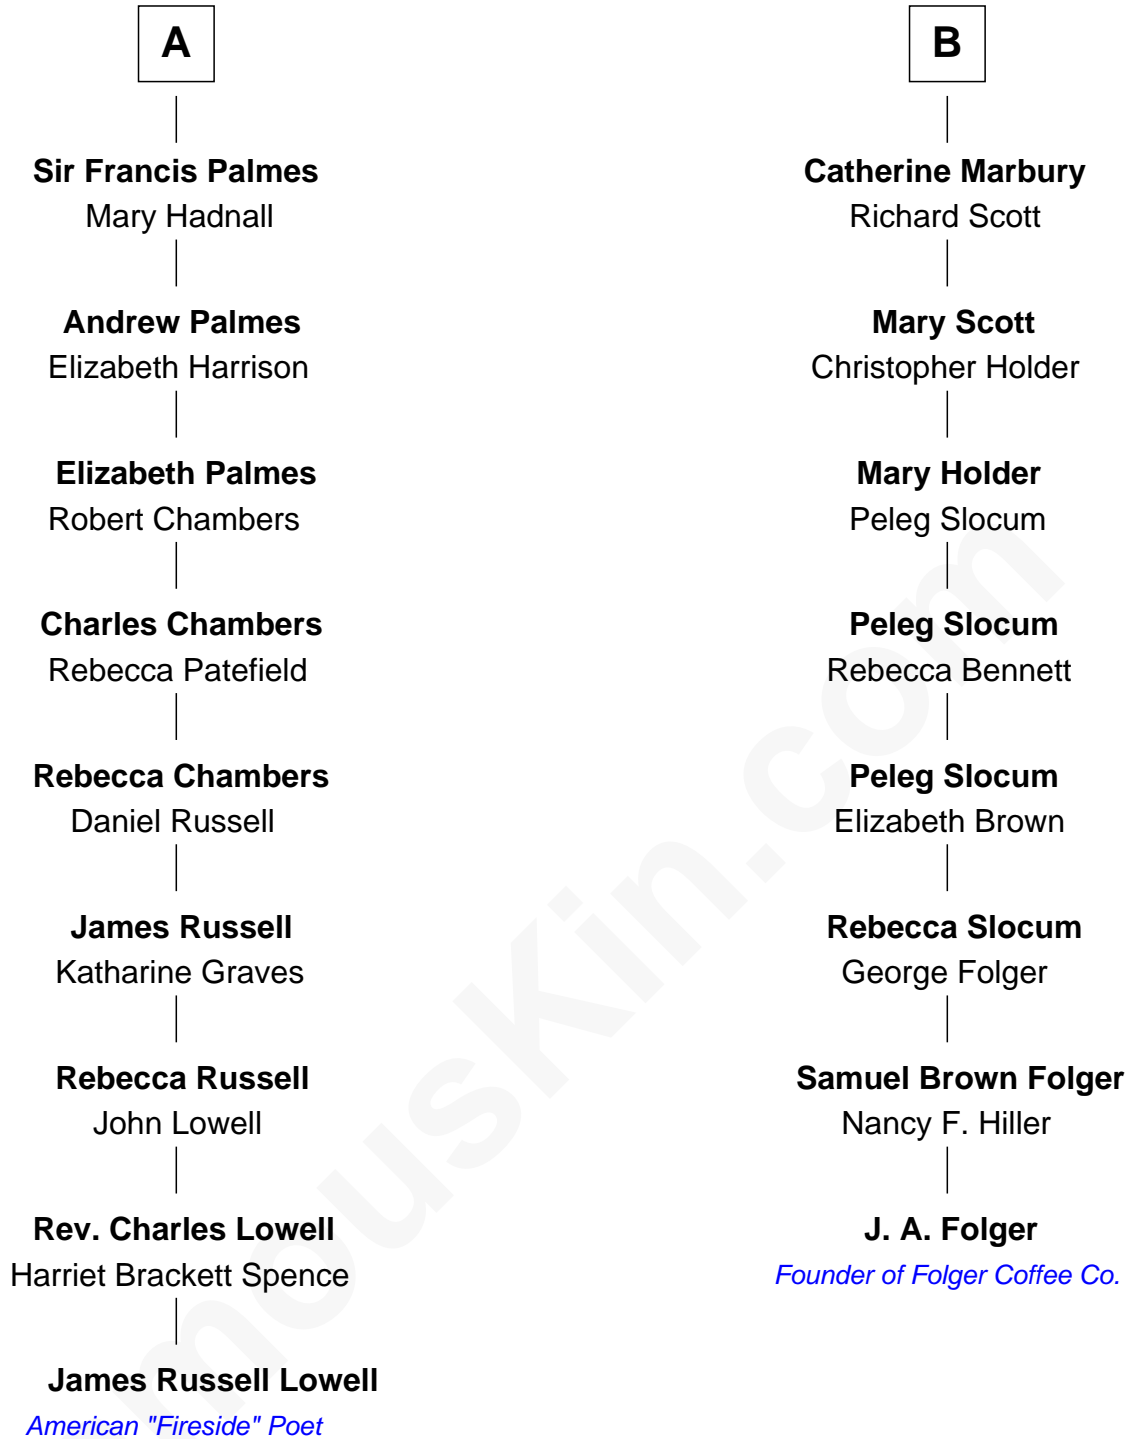 A
Sir Francis Palmes
Mary Hadnall
Andrew Palmes
Elizabeth Harrison
Elizabeth Palmes
Robert Chambers
Charles Chambers
Rebecca Patefield
Rebecca Chambers
Daniel Russell
James Russell
Katharine Graves
Rebecca Russell
John Lowell
Rev. Charles Lowell
Harriet Brackett Spence
James Russell Lowell
American "Fireside" Poet
B
Catherine Marbury
Richard Scott
Mary Scott
Christopher Holder
Mary Holder
Peleg Slocum
Peleg Slocum
Rebecca Bennett
Peleg Slocum
Elizabeth Brown
Rebecca Slocum
George Folger
Samuel Brown Folger
Nancy F. Hiller
J. A. Folger
Founder of Folger Coffee Co.
mousKin.com